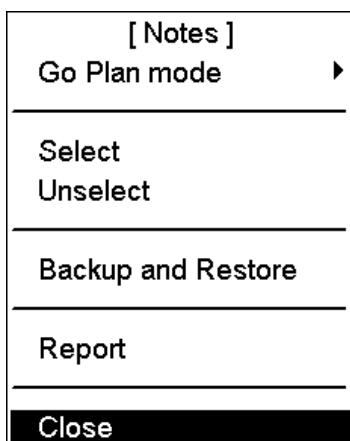 [ Notes ]
Go Plan mode
Select
Unselect
Backup and Restore
Report
Close